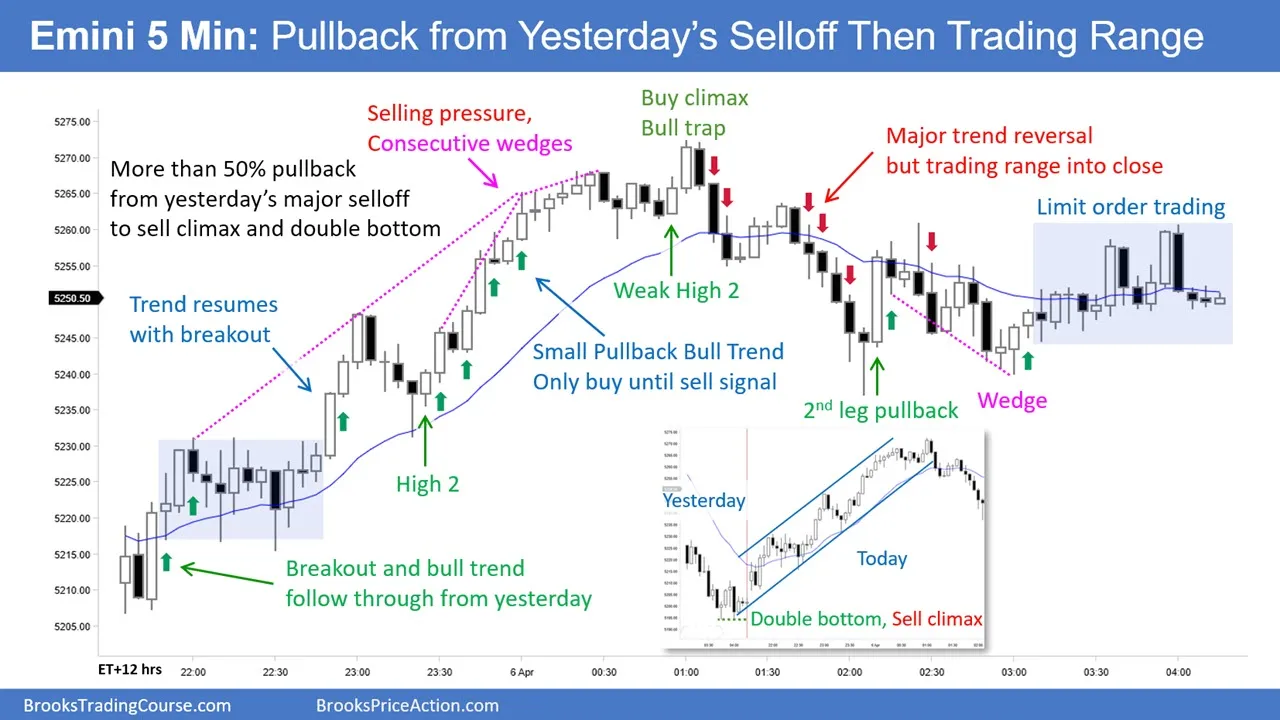 Emini 5 Min: Pullback from Yesterday's Selloff Then Trading Range
5275.00
5270.00
5265.00
5260.00
5255.00
5250.50
5245.00
5240.00
5235.00
5230.00
5225.00
5220.00
5215.00
5210.00
5205.00
More than 50% pullback
from yesterday's major selloff
to sell climax and double bottom
Selling pressure,
Consecutive wedges
Buy climax
Bull trap
Major trend reversal
but trading range into close
Limit order trading
Trend resumes
with breakout
Weak High 2
Small Pullback Bull Trend
Only buy until sell signal
2nd leg pullback
Wedge
High 2
Breakout and bull trend
follow through from yesterday
Yesterday
Today
Double bottom, Sell climax
ET+12 hrs
22:00
22:30
23:00
23:30
6 Apr
00:30
01:00
01:30
02:00
02:30
03:00
03:30
04:00
BrooksTradingCourse.com
BrooksPriceAction.com